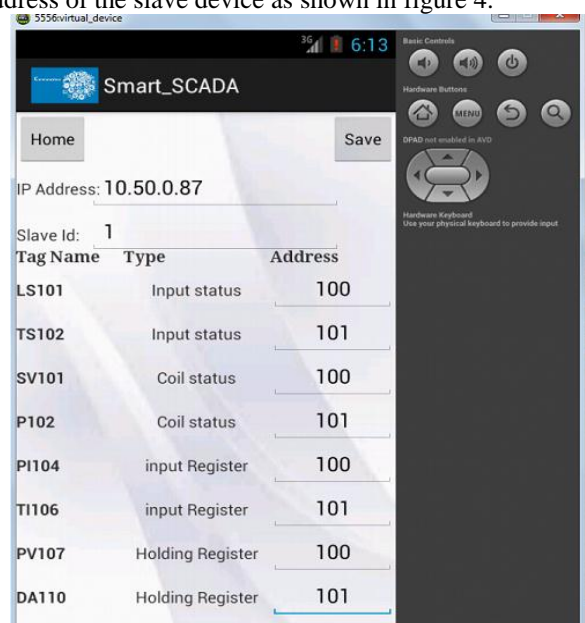 ddress of the slave device as shown in figure 4.
5556:virtual_device
3G 6:13
Smart_SCADA
Home Save
IP Address: 10.50.0.87
Slave Id: 1
Tag Name Type Address
LS101 Input status 100
TS102 Input status 101
SV101 Coil status 100
P102 Coil status 101
PI104 input Register 100
TI106 input Register 101
PV107 Holding Register 100
DA110 Holding Register 101
Basic Controls
Hardware Buttons
MENU
DPAD not enabled in AVD
Hardware Keyboard
Use your physical keyboard to provide input